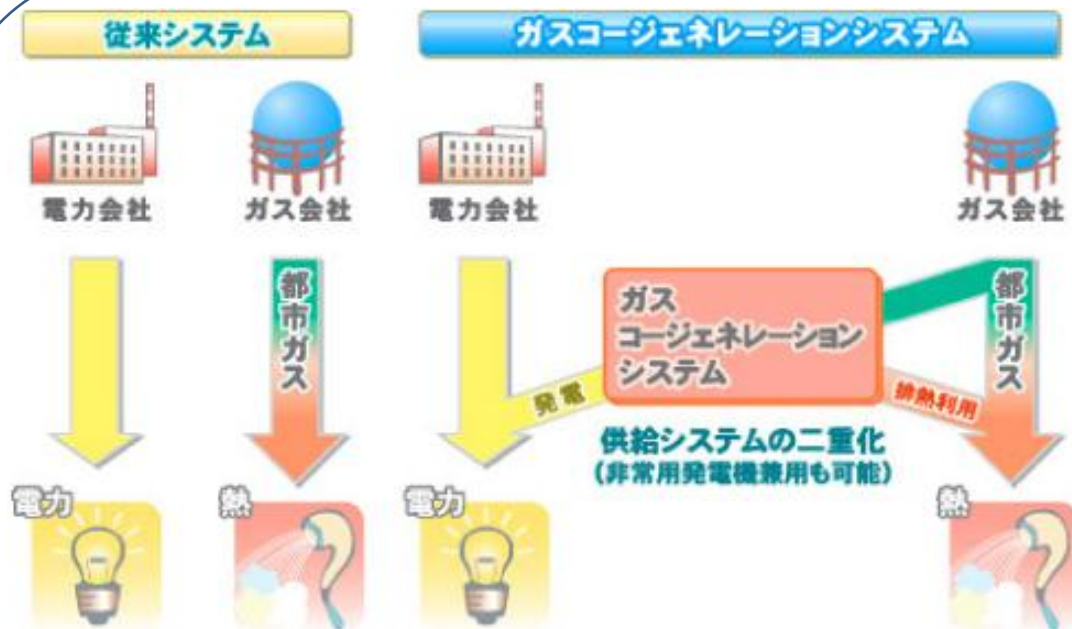 従来システム
ガスコージェネレーションシステム
電力会社
ガス会社
電力会社
ガス会社
都市ガス
ガス
コージェネレーション
システム
都市ガス
発電
排熱利用
供給システムの二重化
(非常用発電機兼用も可能)
電力
熱
電力
熱